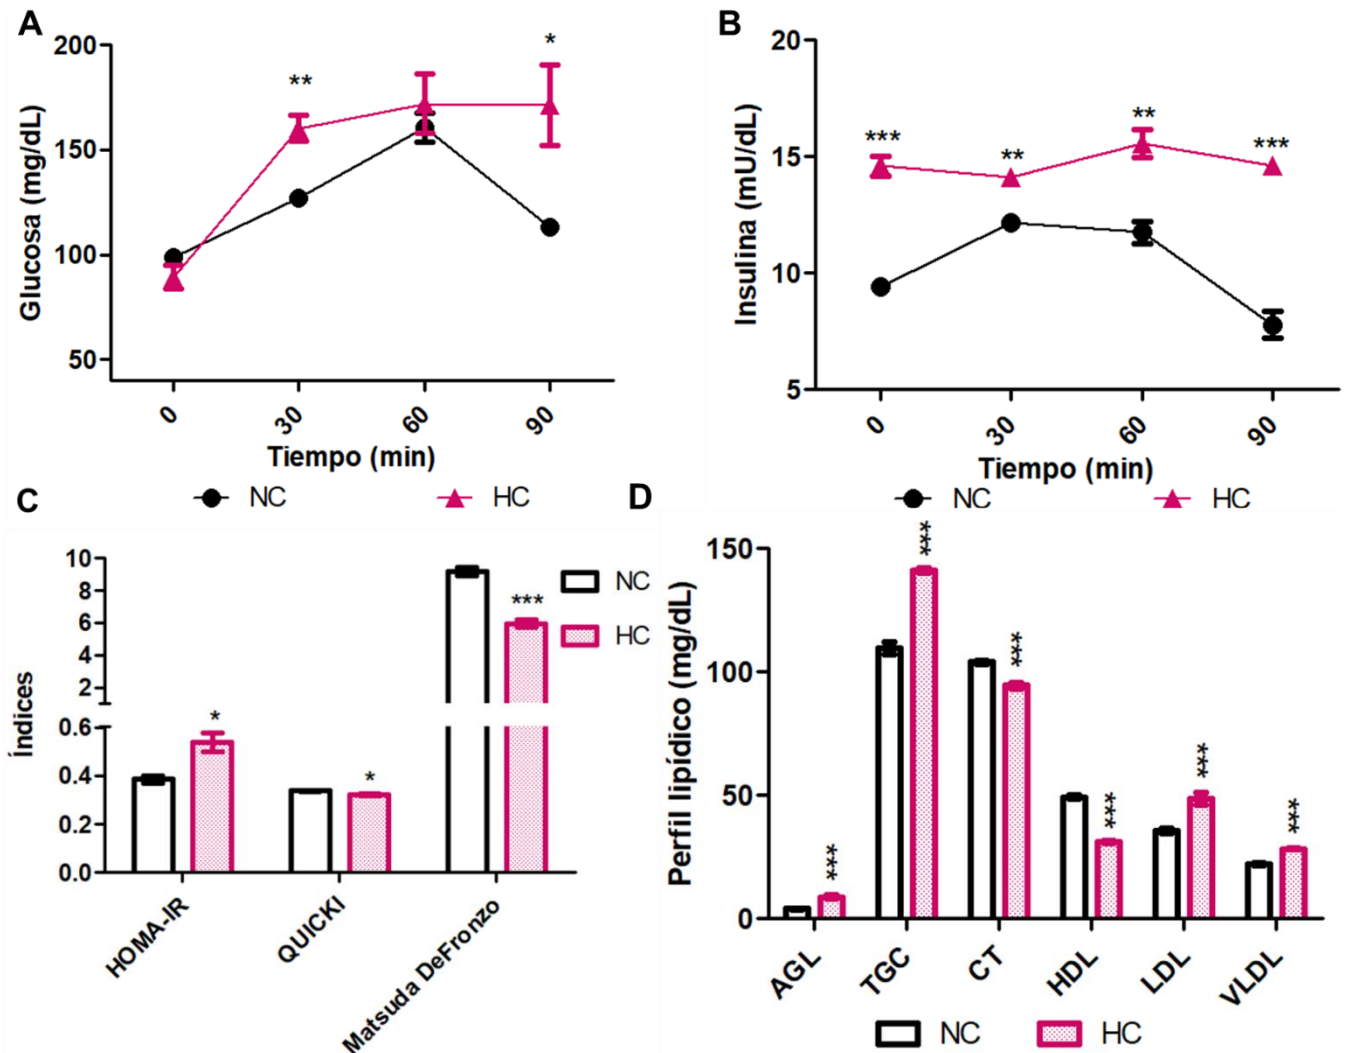 A
200
150
100
50
Glucosa (mg/dL)
**
*
0
30
60
90
Tiempo (min)
NC
HC
B
20
15
10
5
Insulina (mU/dL)
***
**
**
***
0
30
60
90
Tiempo (min)
NC
HC
C
10
8
6
4
2
0.6
0.4
0.2
0.0
Índices
*
*
***
NC
HC
HOMA-IR
QUICKI
Matsuda DeFronzo
D
150
100
50
0
Perfil lipídico (mg/dL)
***
***
***
***
***
***
AGL
TGC
CT
HDL
LDL
VLDL
NC
HC